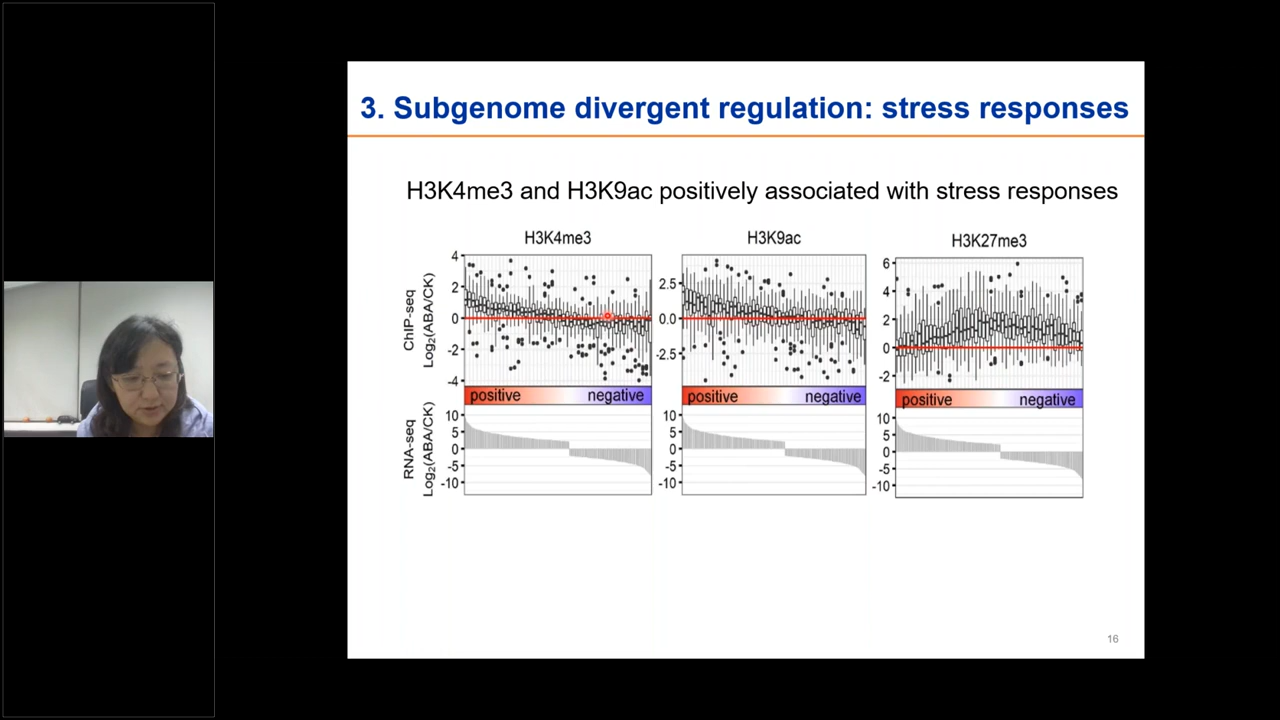 3. Subgenome divergent regulation: stress responses
H3K4me3 and H3K9ac positively associated with stress responses
H3K4me3
H3K9ac
H3K27me3
ChIP-seq
Log2(ABA/CK)
4
2
0
-2
-4
2.5
0.0
-2.5
6
4
2
0
-2
positive negative
positive negative
positive negative
RNA-seq
Log2(ABA/CK)
10
5
0
-5
-10
10
5
0
-5
-10
10
5
0
-5
-10
16